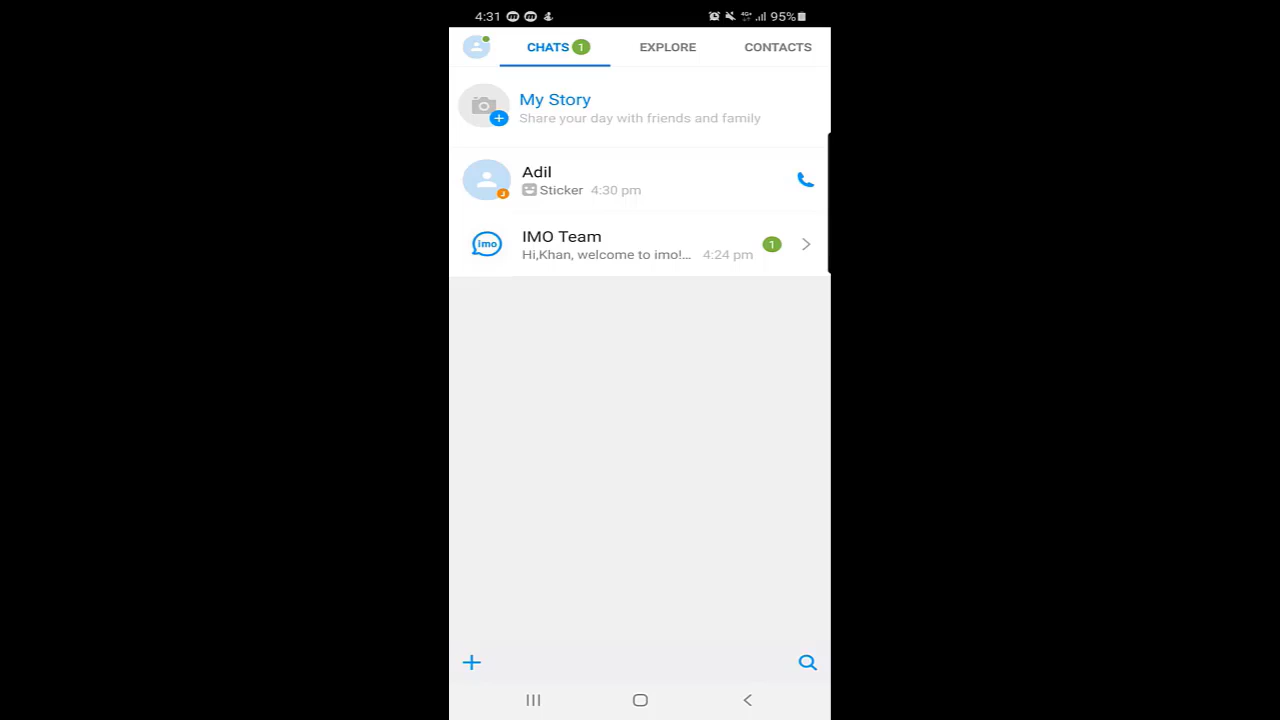 4:31 95%
CHATS 1 EXPLORE CONTACTS
My Story
Share your day with friends and family
Adil
Sticker 4:30 pm
J
IMO Team
imo
Hi,Khan, welcome to imo!... 4:24 pm
1